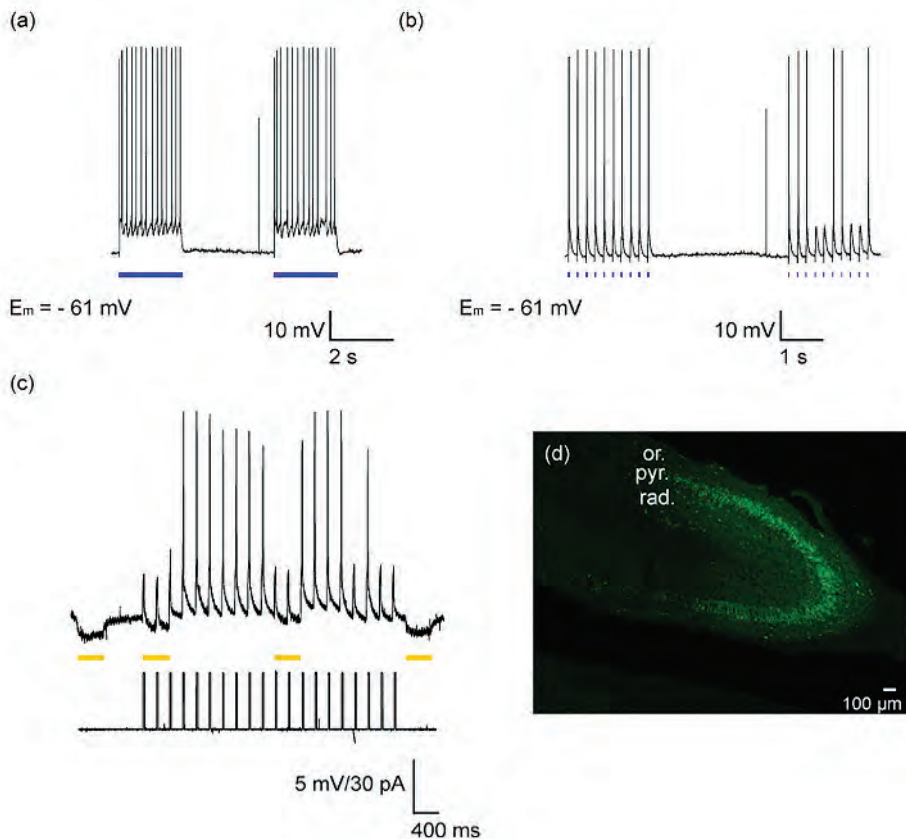 (a)
(b)
Eₘ = - 61 mV
10 mV
2 s
Eₘ = - 61 mV
10 mV
1 s
(c)
5 mV/30 pA
400 ms
(d)
or.
pyr.
rad.
100 µm